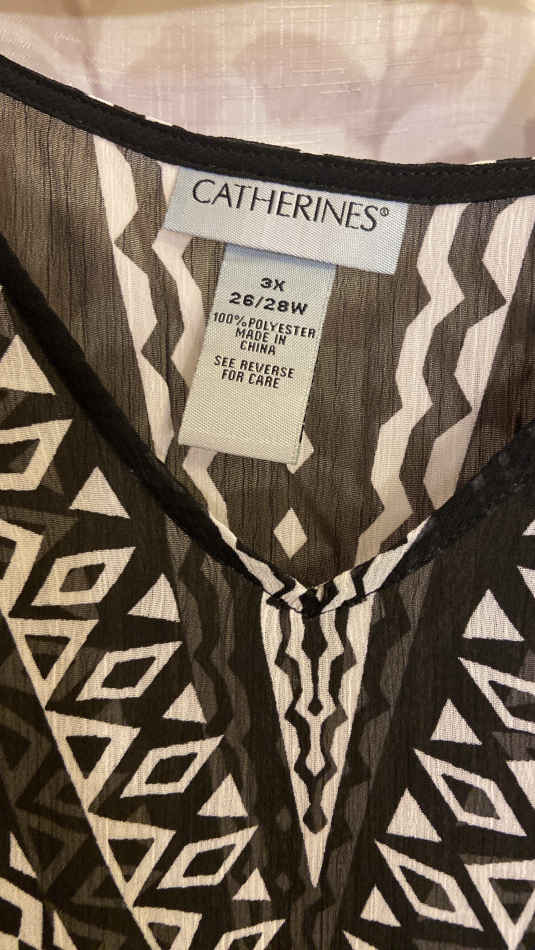 CATHERINES®
3X
26/28W
100%POLYESTER
MADE IN
CHINA
SEE REVERSE
FOR CARE